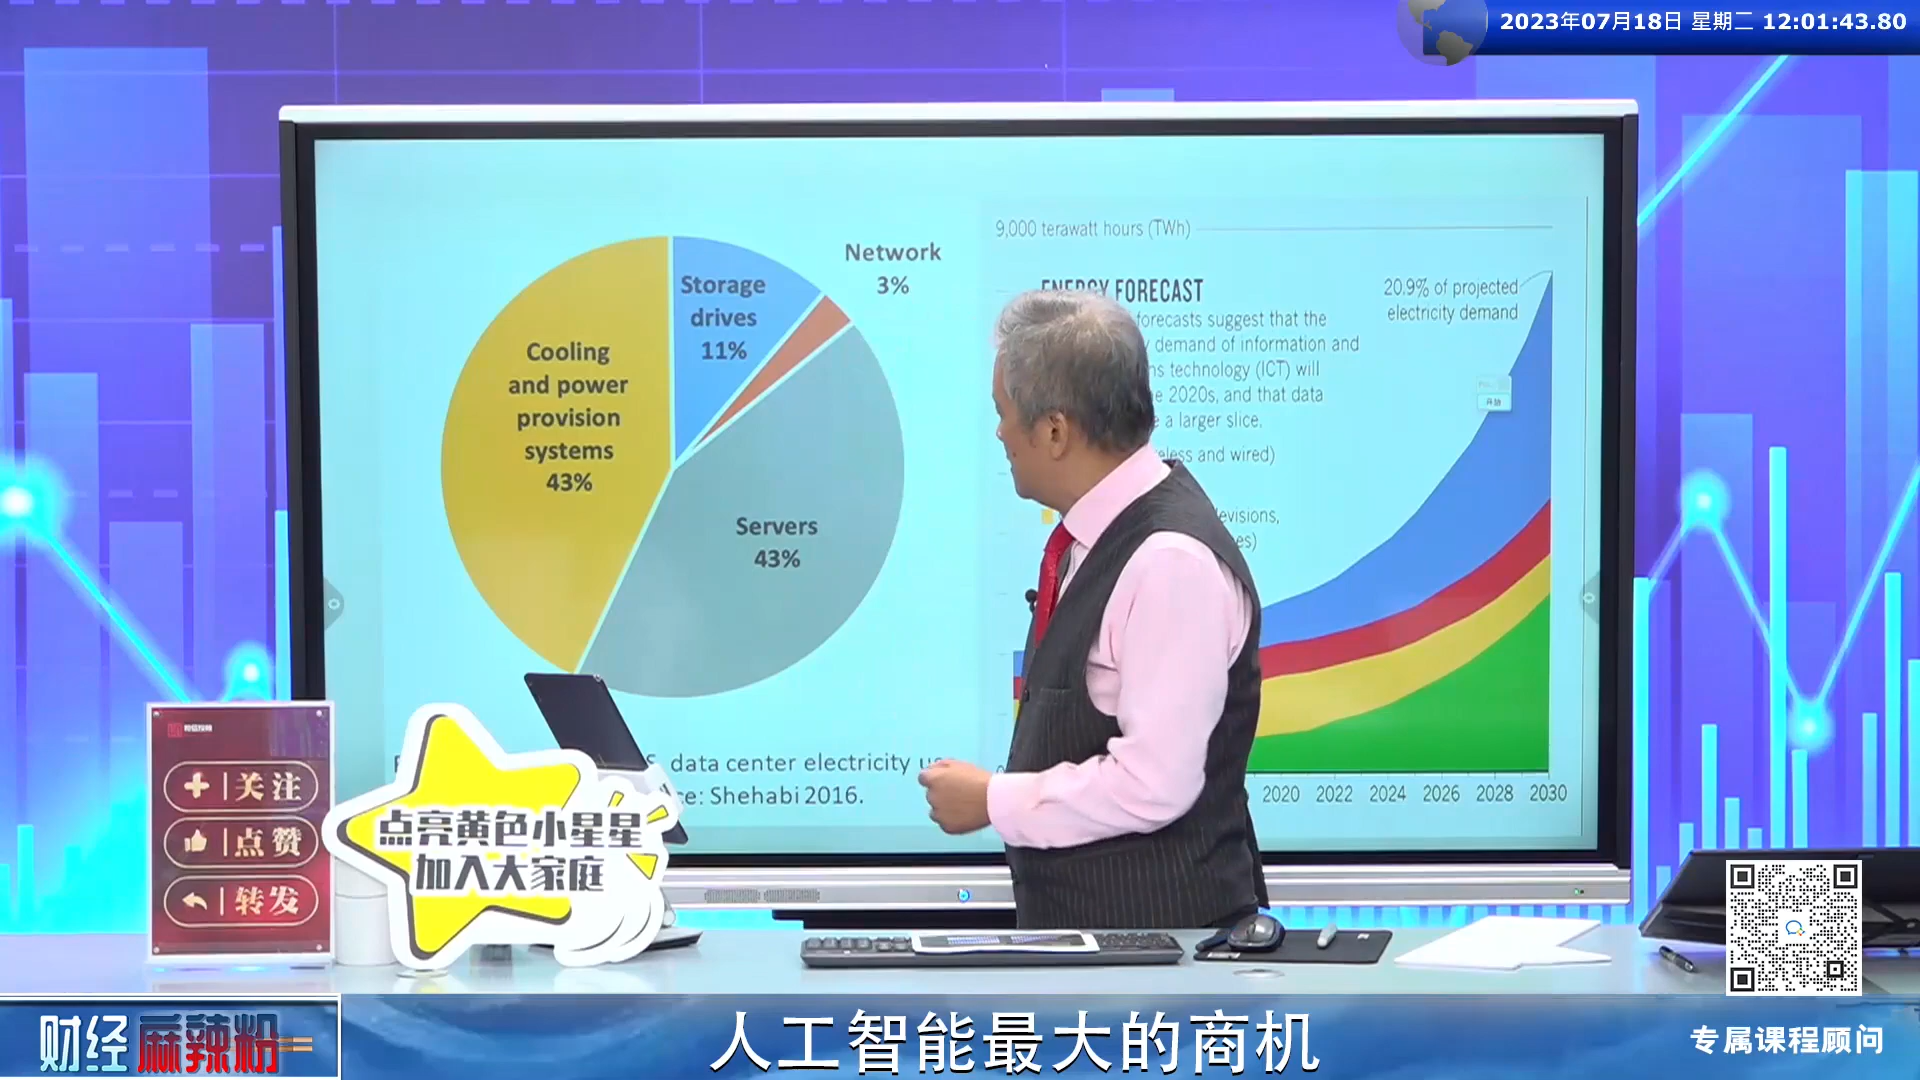 2023年07月18日 星期二 12:01:43.80
Network
3%
Storage
drives
11%
Cooling
and power
provision
systems
43%
Servers
43%
data center electricity
Shehabi 2016.
9,000 terawatt hours (TWh)
ENERGY FORECAST
forecasts suggest that the
demand of information and
technology (ICT) will
2020s, and that data
a larger slice.
and wired)
20.9% of projected
electricity demand
开始
2020 2022 2024 2026 2028 2030
关注
点赞
转发
点亮黄色小星星
加入大家庭
财经麻辣粉
人工智能最大的商机
专属课程顾问